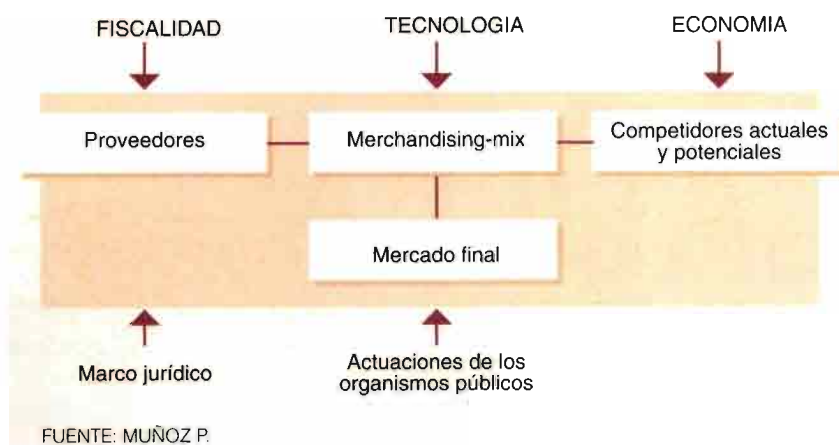 FISCALIDAD
TECNOLOGIA
ECONOMIA
Proveedores
Merchandising-mix
Competidores actuales
y potenciales
Mercado final
Marco jurídico
Actuaciones de los
organismos públicos
FUENTE: MUÑOZ P.